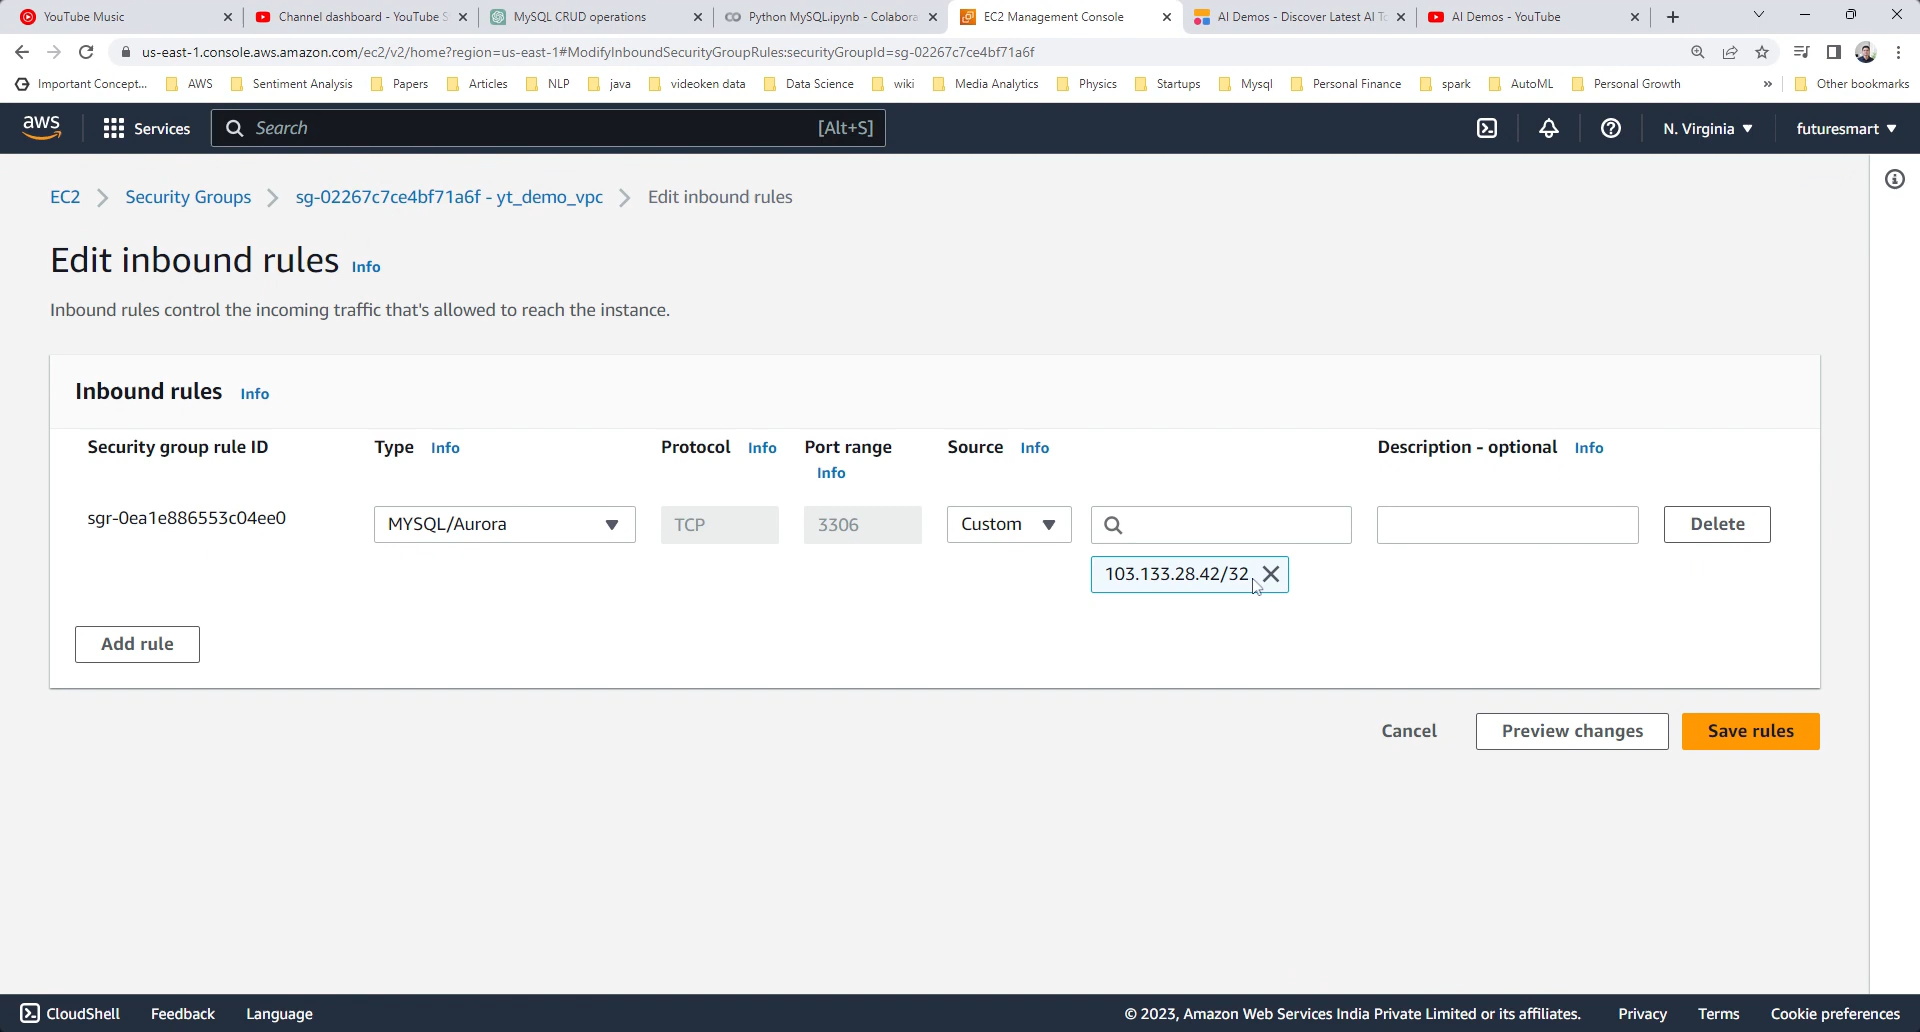 YouTube Music
Channel dashboard - YouTube S
MySQL CRUD operations
Python MySQL.ipynb - Colabora
EC2 Management Console
AI Demos - Discover Latest AI To
AI Demos - YouTube
us-east-1.console.aws.amazon.com/ec2/v2/home?region=us-east-1#ModifyInboundSecurityGroupRules:securityGroupId=sg-02267c7ce4bf71a6f
Important Concept...
AWS
Sentiment Analysis
Papers
Articles
NLP
java
videoken data
Data Science
wiki
Media Analytics
Physics
Startups
Mysql
Personal Finance
spark
AutoML
Personal Growth
»
Other bookmarks
aws
Services
Search
[Alt+S]
N. Virginia
futuresmart
EC2
Security Groups
sg-02267c7ce4bf71a6f - yt_demo_vpc
Edit inbound rules
Edit inbound rules Info
Inbound rules control the incoming traffic that's allowed to reach the instance.
Inbound rules Info
Security group rule ID
Type Info
Protocol Info
Port range
Info
Source Info
Description - optional Info
sgr-0ea1e886553c04ee0
MYSQL/Aurora
TCP
3306
Custom
Delete
103.133.28.42/32
Add rule
Cancel
Preview changes
Save rules
CloudShell
Feedback
Language
© 2023, Amazon Web Services India Private Limited or its affiliates.
Privacy
Terms
Cookie preferences